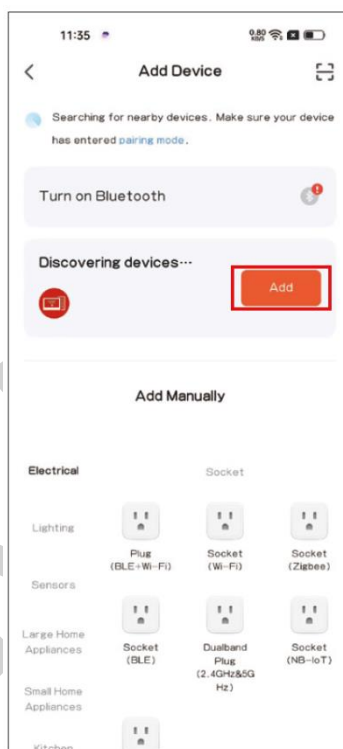 11:35
0.80
KB/S
Add Device
Searching for nearby devices. Make sure your device
has entered pairing mode.
Turn on Bluetooth
Discovering devices...
Add
Add Manually
Electrical
Socket
Lighting
Plug
(BLE+Wi-Fi)
Socket
(Wi-Fi)
Socket
(Zigbee)
Sensors
Large Home
Appliances
Socket
(BLE)
Dualband
Plug
(2.4GHz&5G
Hz)
Socket
(NB-IoT)
Small Home
Appliances
Kitchen